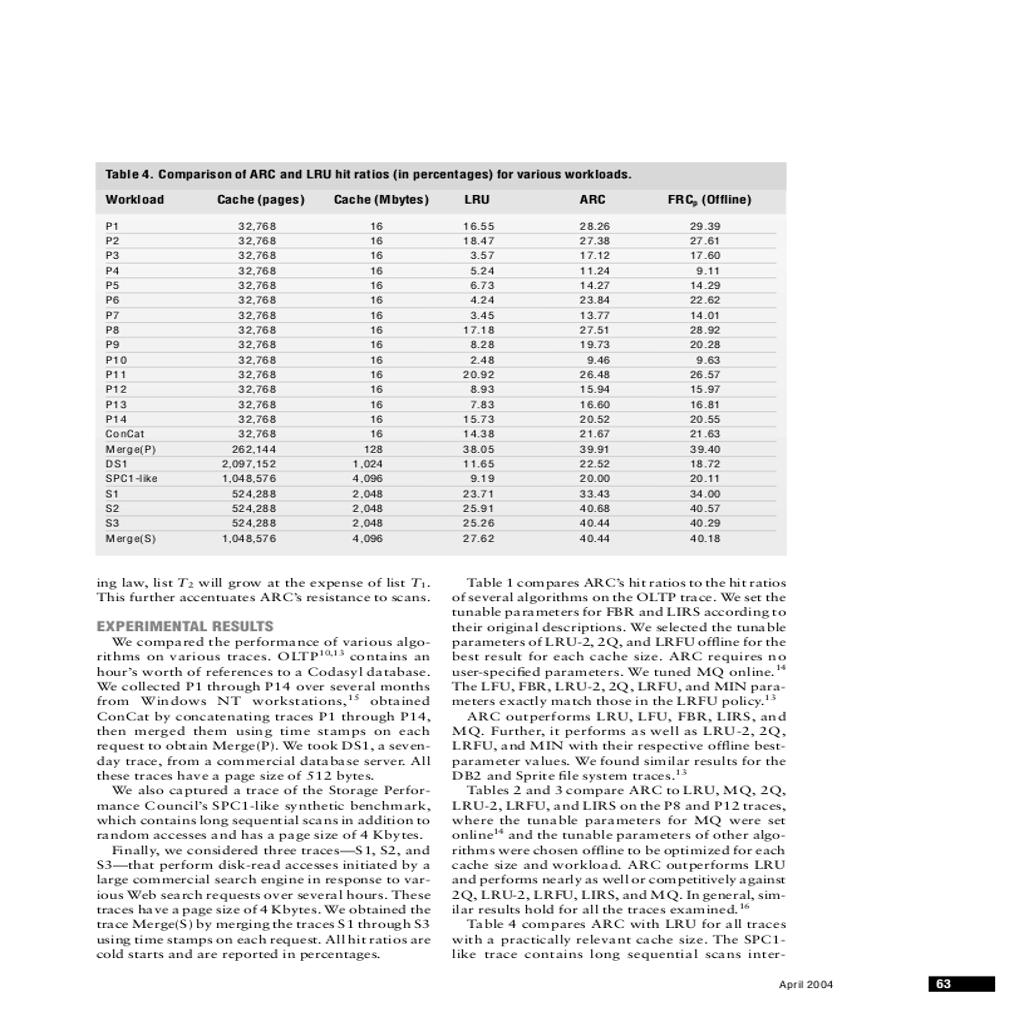 Table 4. Comparison of ARC and LRU hit ratios (in percentages) for various workloads.
Workload Cache (pages) Cache (Mbytes) LRU ARC FRCp (Offline)
P1 32,768 16 16.55 28.26 29.39
P2 32,768 16 18.47 27.38 27.61
P3 32,768 16 3.57 17.12 17.60
P4 32,768 16 5.24 11.24 9.11
P5 32,768 16 6.73 14.27 14.29
P6 32,768 16 4.24 23.84 22.62
P7 32,768 16 3.45 13.77 14.01
P8 32,768 16 17.18 27.51 28.92
P9 32,768 16 8.28 19.73 20.28
P10 32,768 16 2.48 9.46 9.63
P11 32,768 16 20.92 26.48 26.57
P12 32,768 16 8.93 15.94 15.97
P13 32,768 16 7.83 16.60 16.81
P14 32,768 16 15.73 20.52 20.55
ConCat 32,768 16 14.38 21.67 21.63
Merge(P) 262,144 128 38.05 39.91 39.40
DS1 2,097,152 1,024 11.65 22.52 18.72
SPC1-like 1,048,576 4,096 9.19 20.00 20.11
S1 524,288 2,048 23.71 33.43 34.00
S2 524,288 2,048 25.91 40.68 40.57
S3 524,288 2,048 25.26 40.44 40.29
Merge(S) 1,048,576 4,096 27.62 40.44 40.18
ing law, list T2 will grow at the expense of list T1.
This further accentuates ARC's resistance to scans.
EXPERIMENTAL RESULTS
We compared the performance of various algo-
rithms on various traces. OLTP10,13 contains an
hour's worth of references to a Codasyl database.
We collected P1 through P14 over several months
from Windows NT workstations,15 obtained
ConCat by concatenating traces P1 through P14,
then merged them using time stamps on each
request to obtain Merge(P). We took DS1, a seven-
day trace, from a commercial database server. All
these traces have a page size of 512 bytes.
We also captured a trace of the Storage Perfor-
mance Council's SPC1-like synthetic benchmark,
which contains long sequential scans in addition to
random accesses and has a page size of 4 Kbytes.
Finally, we considered three traces—S1, S2, and
S3—that perform disk-read accesses initiated by a
large commercial search engine in response to var-
ious Web search requests over several hours. These
traces have a page size of 4 Kbytes. We obtained the
trace Merge(S) by merging the traces S1 through S3
using time stamps on each request. All hit ratios are
cold starts and are reported in percentages.
Table 1 compares ARC's hit ratios to the hit ratios
of several algorithms on the OLTP trace. We set the
tunable parameters for FBR and LIRS according to
their original descriptions. We selected the tunable
parameters of LRU-2, 2Q, and LRFU offline for the
best result for each cache size. ARC requires no
user-specified parameters. We tuned MQ online.14
The LFU, FBR, LRU-2, 2Q, LRFU, and MIN para-
meters exactly match those in the LRFU policy.13
ARC outperforms LRU, LFU, FBR, LIRS, and
MQ. Further, it performs as well as LRU-2, 2Q,
LRFU, and MIN with their respective offline best-
parameter values. We found similar results for the
DB2 and Sprite file system traces.13
Tables 2 and 3 compare ARC to LRU, MQ, 2Q,
LRU-2, LRFU, and LIRS on the P8 and P12 traces,
where the tunable parameters for MQ were set
online14 and the tunable parameters of other algo-
rithms were chosen offline to be optimized for each
cache size and workload. ARC outperforms LRU
and performs nearly as well or competitively against
2Q, LRU-2, LRFU, LIRS, and MQ. In general, sim-
ilar results hold for all the traces examined.16
Table 4 compares ARC with LRU for all traces
with a practically relevant cache size. The SPC1-
like trace contains long sequential scans inter-
April 2004 63